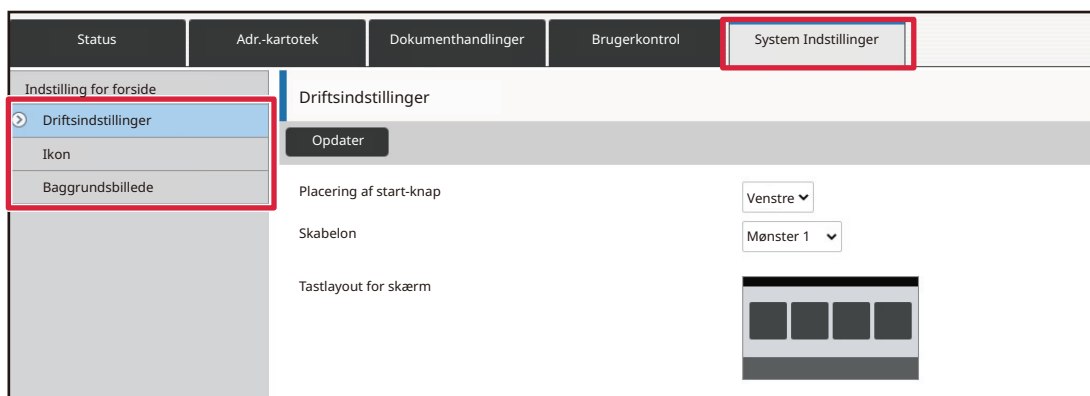 Status Adr.-kartotek Dokumenthandlinger Brugerkontrol System Indstillinger
Indstilling for forside
Driftsindstillinger
Ikon
Baggrundsbillede
Driftsindstillinger
Opdater
Placering af start-knap Venstre
Skabelon Mønster 1
Tastlayout for skærm